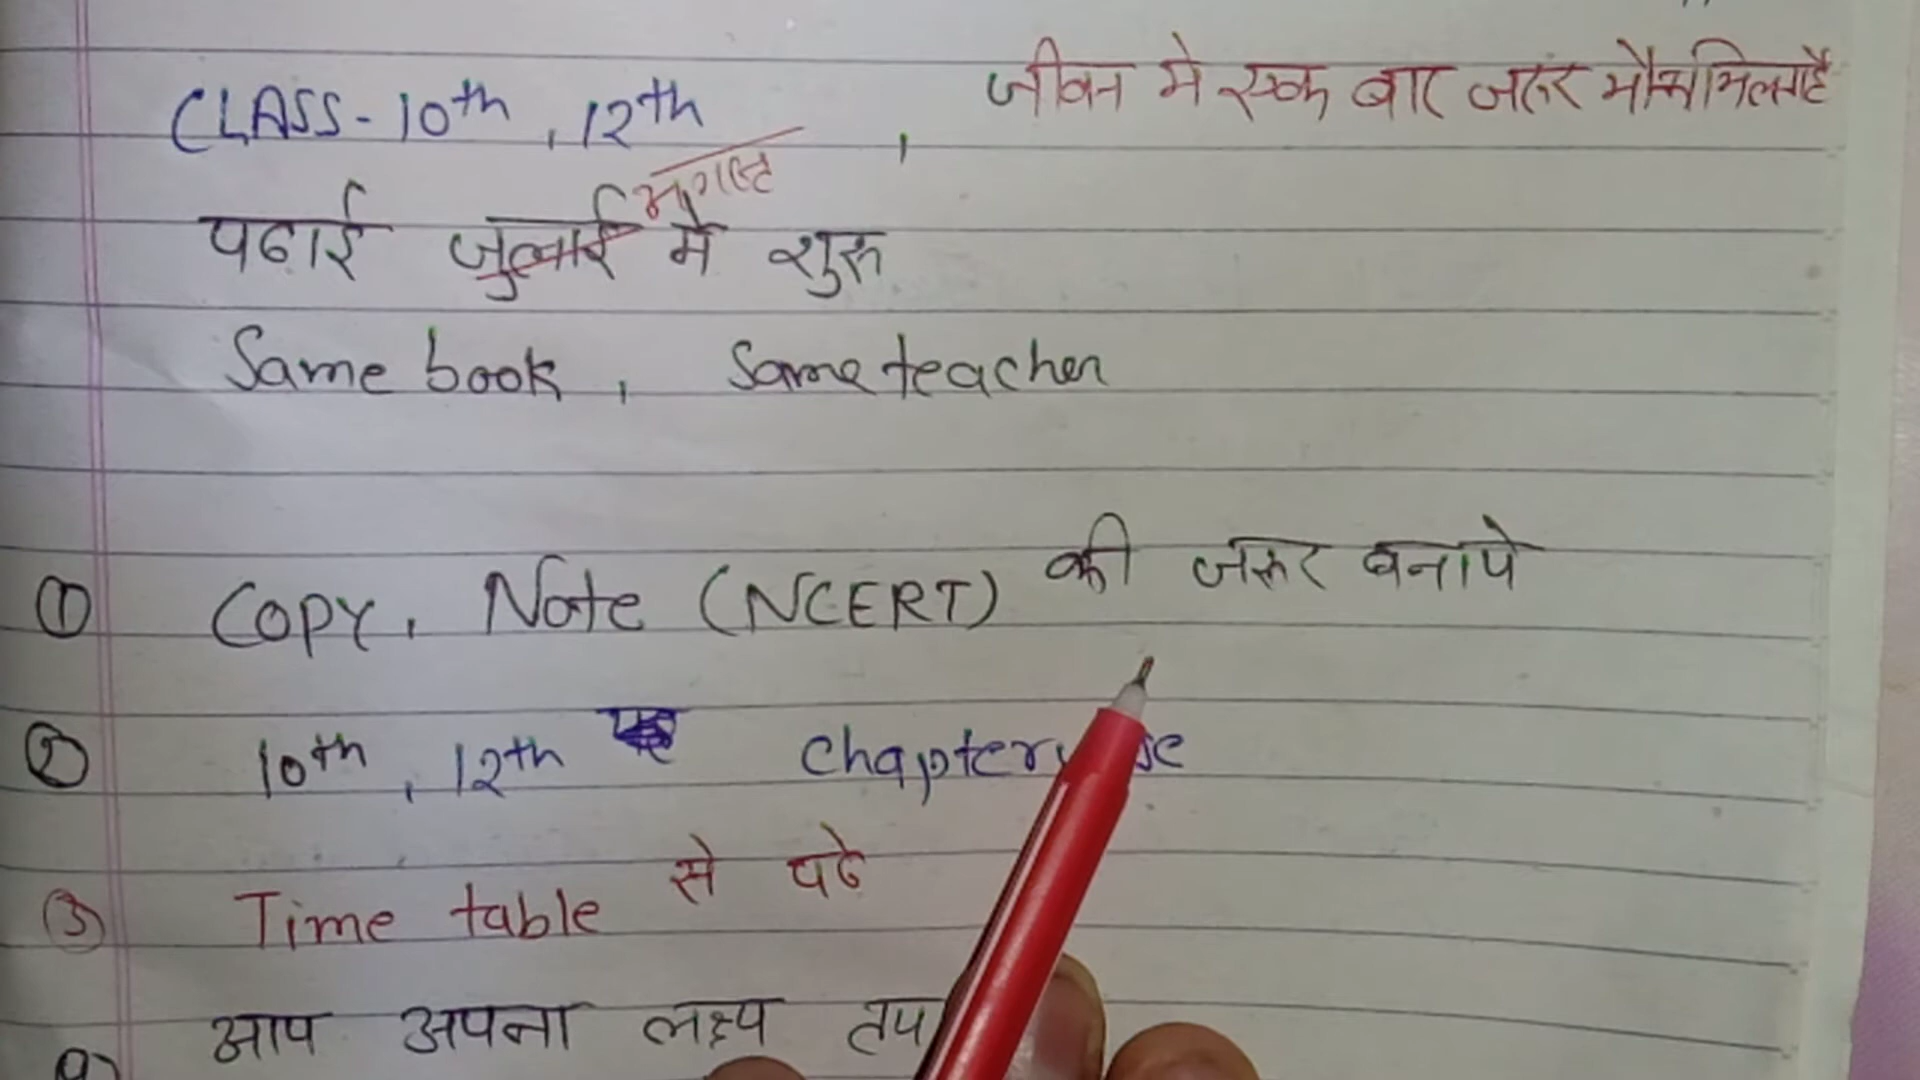 CLASS - 10th , 12th , जीवन मे एक बार जरुर मौका मिलता है
अगस्त
पढाई जुलाई में शुरू
Same book , Same teacher
① Copy, Note (NCERT) की जरूर बनाये
② 10th , 12th Chapter
③ Time table से पढे
आप अपना लक्ष्य तय